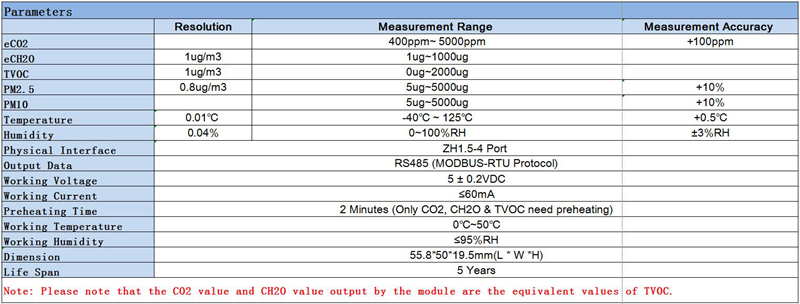 Parameters
Resolution Measurement Range Measurement Accuracy
eCO2 400ppm~ 5000ppm +100ppm
eCH2O 1ug/m3 1ug~1000ug
TVOC 1ug/m3 0ug~2000ug
PM2.5 0.8ug/m3 5ug~5000ug +10%
PM10 5ug~5000ug +10%
Temperature 0.01℃ -40℃ ~ 125℃ +0.5℃
Humidity 0.04% 0~100%RH ±3%RH
Physical Interface ZH1.5-4 Port
Output Data RS485 (MODBUS-RTU Protocol)
Working Voltage 5 ± 0.2VDC
Working Current ≤60mA
Preheating Time 2 Minutes (Only CO2, CH2O & TVOC need preheating)
Working Temperature 0℃~50℃
Working Humidity ≤95%RH
Dimension 55.8*50*19.5mm(L * W *H)
Life Span 5 Years
Note: Please note that the CO2 value and CH2O value output by the module are the equivalent values of TVOC.